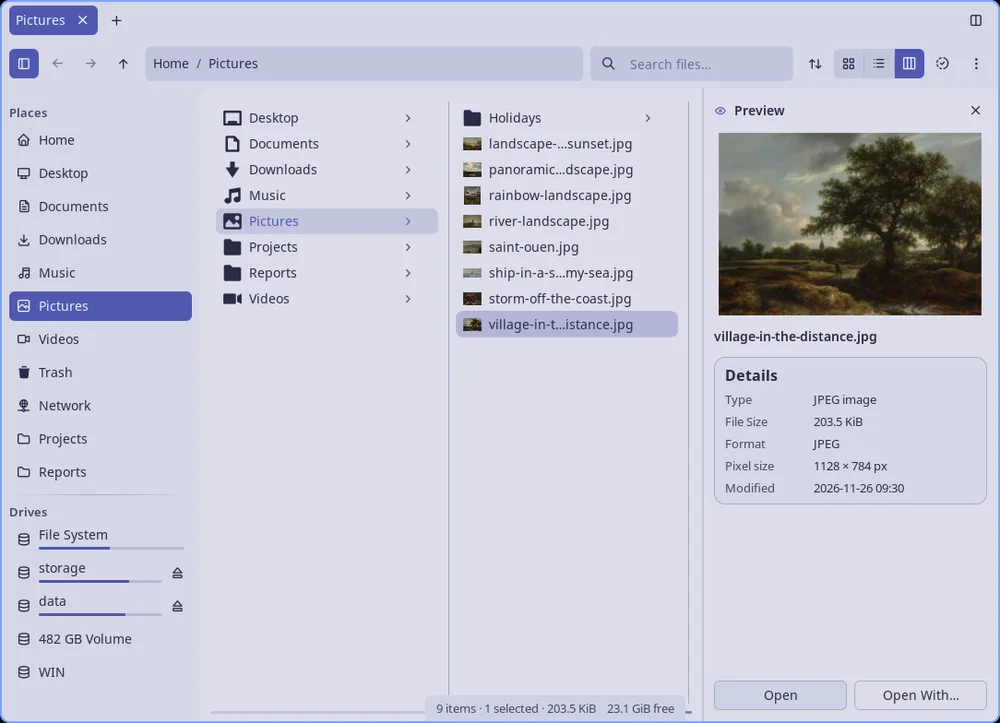 Pictures
Home / Pictures
Search files...
Places
Home
Desktop
Documents
Downloads
Music
Pictures
Videos
Trash
Network
Projects
Reports
Drives
File System
storage
data
482 GB Volume
WIN
Desktop
Documents
Downloads
Music
Pictures
Projects
Reports
Videos
Holidays
landscape-...sunset.jpg
panoramic...dscape.jpg
rainbow-landscape.jpg
river-landscape.jpg
saint-ouen.jpg
ship-in-a-s...my-sea.jpg
storm-off-the-coast.jpg
village-in-t...istance.jpg
9 items · 1 selected · 203.5 KiB 23.1 GiB free
Preview
village-in-the-distance.jpg
Details
Type JPEG image
File Size 203.5 KiB
Format JPEG
Pixel size 1128 × 784 px
Modified 2026-11-26 09:30
Open Open With...